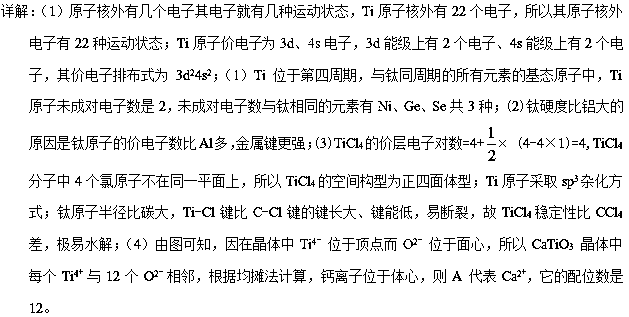 详解：（1）原子核外有几个电子其电子就有几种运动状态，Ti 原子核外有 22 个电子，所以其原子核外
电子有 22 种运动状态；Ti 原子价电子为 3d、4s 电子，3d 能级上有 2 个电子、4s 能级上有 2 个电
子，其价电子排布式为 3d²4s²；（1）Ti 位于第四周期，与钛同周期的所有元素的基态原子中，Ti
原子未成对电子数是 2，未成对电子数与钛相同的元素有 Ni、Ge、Se 共 3 种；（2）钛硬度比铝大的
原因是钛原子的价电子数比 Al 多，金属键更强；（3）TiCl₄ 的价层电子对数=4+1/2×（4-4×1）=4，TiCl₄
分子中 4 个氯原子不在同一平面上，所以 TiCl₄ 的空间构型为正四面体型；Ti 原子采取 sp³ 杂化方
式；钛原子半径比碳大，Ti-Cl 键比 C-Cl 键的键长大、键能低，易断裂，故 TiCl₄ 稳定性比 CCl₄
差，极易水解；（4）由图可知，因在晶体中 Ti⁴⁺ 位于顶点而 O²⁻ 位于面心，所以 CaTiO₃ 晶体中
每个 Ti⁴⁺ 与 12 个 O²⁻ 相邻，根据均摊法计算，钙离子位于体心，则 A 代表 Ca²⁺，它的配位数是
12。